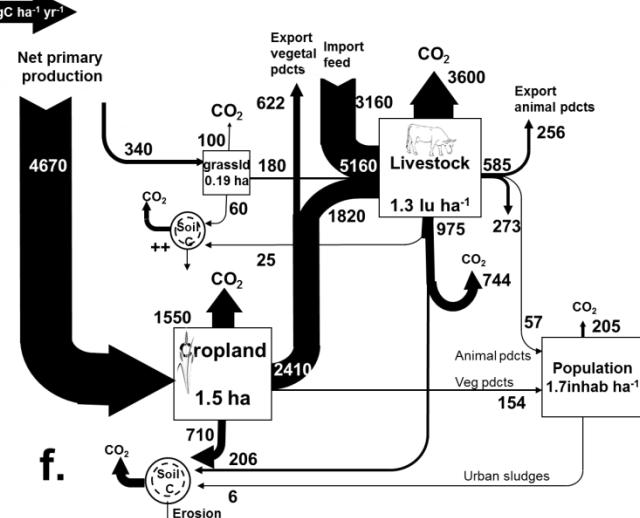 gC ha⁻¹ yr⁻¹
Net primary
production
Export
vegetal
pdcts
Import
feed
CO₂
3600
Export
animal pdcts
622
3160
256
CO₂
100
340
4670
grassld
0.19 ha
180
5160
Livestock
585
1.3 lu ha⁻¹
60
1820
975
273
CO₂
Soil
C
++
25
CO₂
744
CO₂
1550
Cropland
1.5 ha
2410
57
CO₂
205
Animal pdcts
Veg pdcts
154
Population
1.7inhab ha⁻¹
710
f.
CO₂
206
Soil
C
6
Urban sludges
Erosion